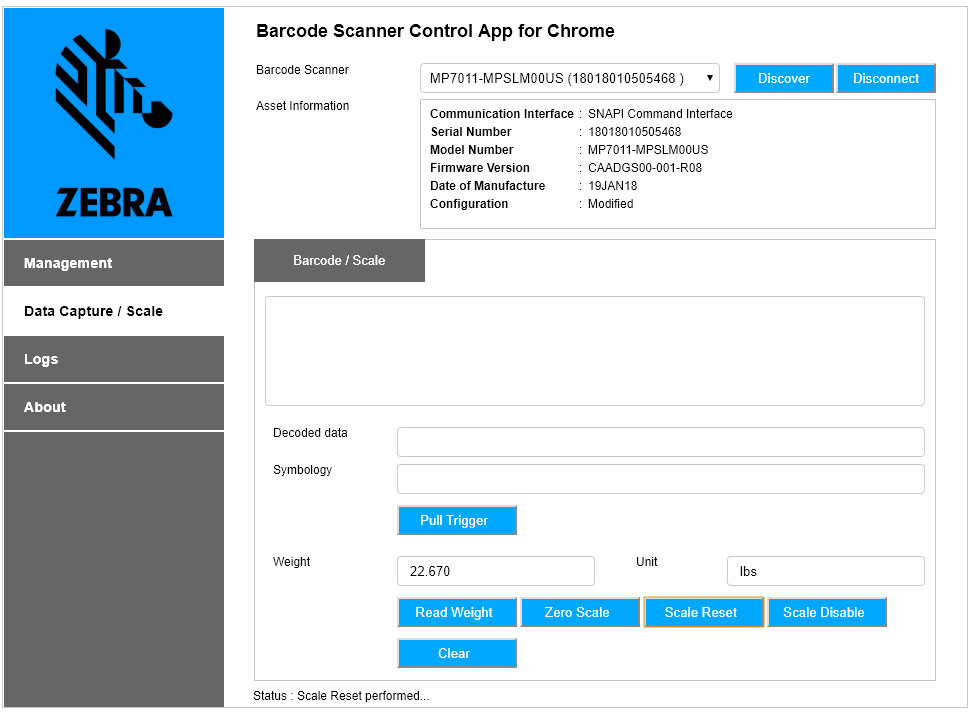 ZEBRA
Management
Data Capture / Scale
Logs
About
Barcode Scanner Control App for Chrome
Barcode Scanner
MP7011-MPSLM00US (18018010505468 )
Discover
Disconnect
Asset Information
Communication Interface : SNAPI Command Interface
Serial Number : 18018010505468
Model Number : MP7011-MPSLM00US
Firmware Version : CAADGS00-001-R08
Date of Manufacture : 19JAN18
Configuration : Modified
Barcode / Scale
Decoded data
Symbology
Pull Trigger
Weight
22.670
Unit
lbs
Read Weight
Zero Scale
Scale Reset
Scale Disable
Clear
Status : Scale Reset performed...